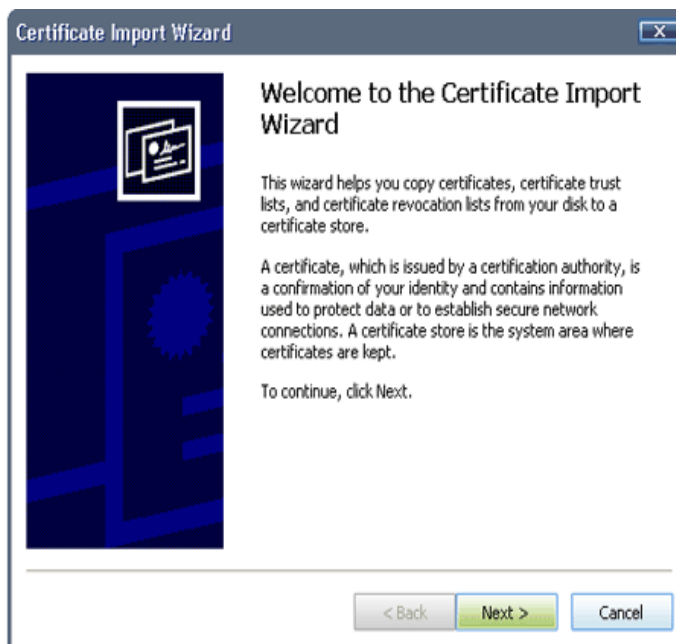 Certificate Import Wizard
Welcome to the Certificate Import
Wizard
This wizard helps you copy certificates, certificate trust
lists, and certificate revocation lists from your disk to a
certificate store.
A certificate, which is issued by a certification authority, is
a confirmation of your identity and contains information
used to protect data or to establish secure network
connections. A certificate store is the system area where
certificates are kept.
To continue, click Next.
< Back
Next >
Cancel